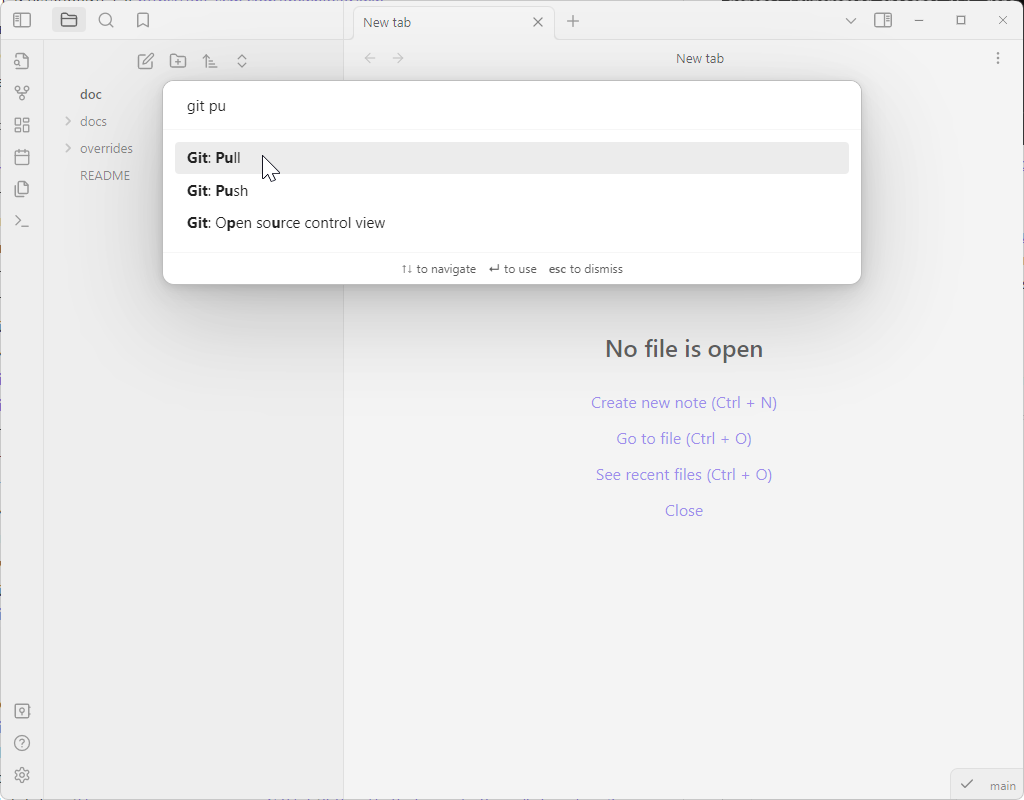 New tab
New tab
doc
docs
overrides
README
git pu
Git: Pull
Git: Push
Git: Open source control view
↑↓ to navigate ↵ to use esc to dismiss
No file is open
Create new note (Ctrl + N)
Go to file (Ctrl + O)
See recent files (Ctrl + O)
Close
main